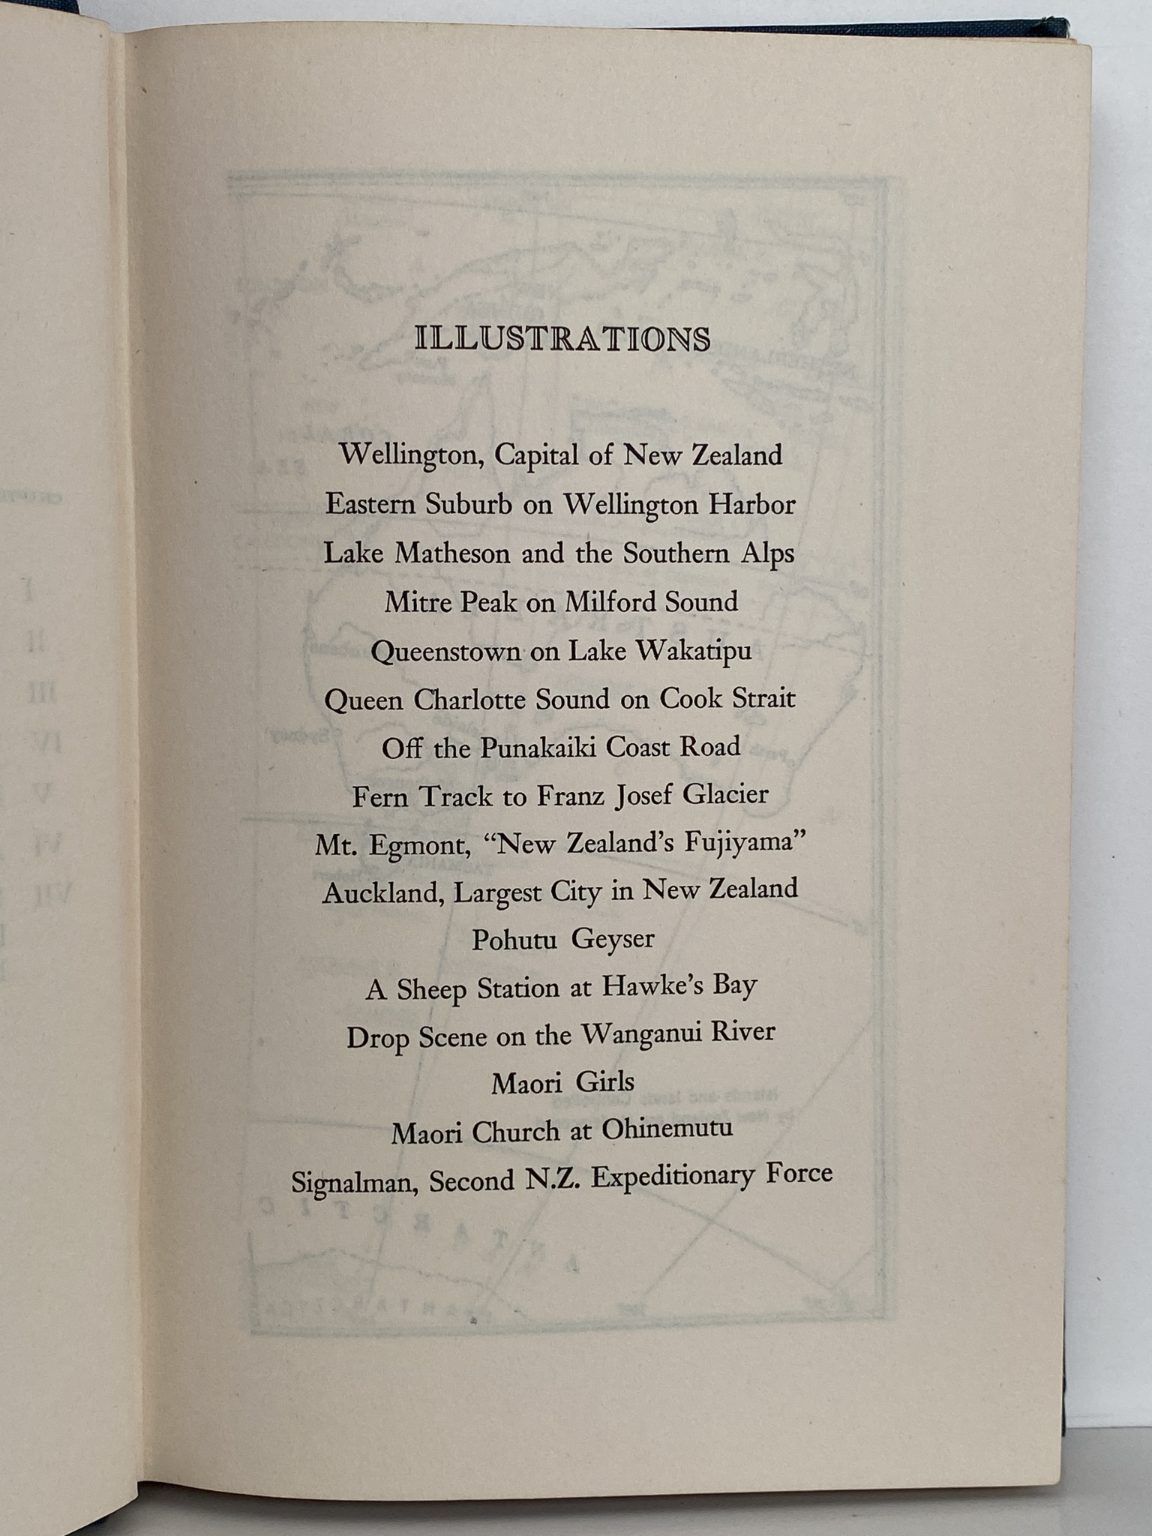 ILLUSTRATIONS
Wellington, Capital of New Zealand
Eastern Suburb on Wellington Harbor
Lake Matheson and the Southern Alps
Mitre Peak on Milford Sound
Queenstown on Lake Wakatipu
Queen Charlotte Sound on Cook Strait
Off the Punakaiki Coast Road
Fern Track to Franz Josef Glacier
Mt. Egmont, “New Zealand’s Fujiyama”
Auckland, Largest City in New Zealand
Pohutu Geyser
A Sheep Station at Hawke’s Bay
Drop Scene on the Wanganui River
Maori Girls
Maori Church at Ohinemutu
Signalman, Second N.Z. Expeditionary Force